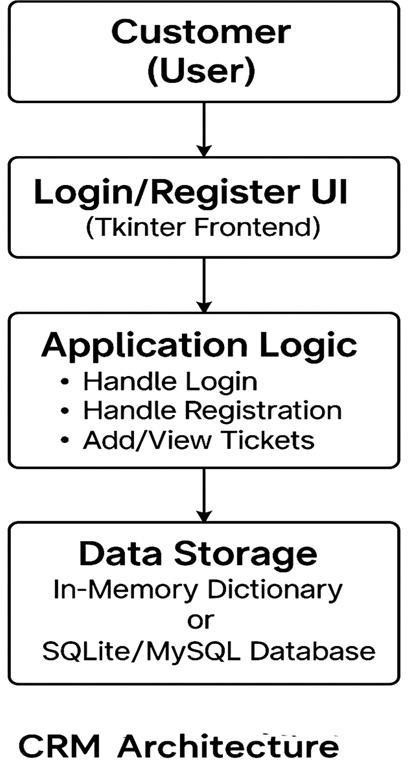 Customer
(User)
Login/Register UI
(Tkinter Frontend)
Application Logic
• Handle Login
• Handle Registration
• Add/View Tickets
Data Storage
In-Memory Dictionary
or
SQLite/MySQL Database
CRM Architecture